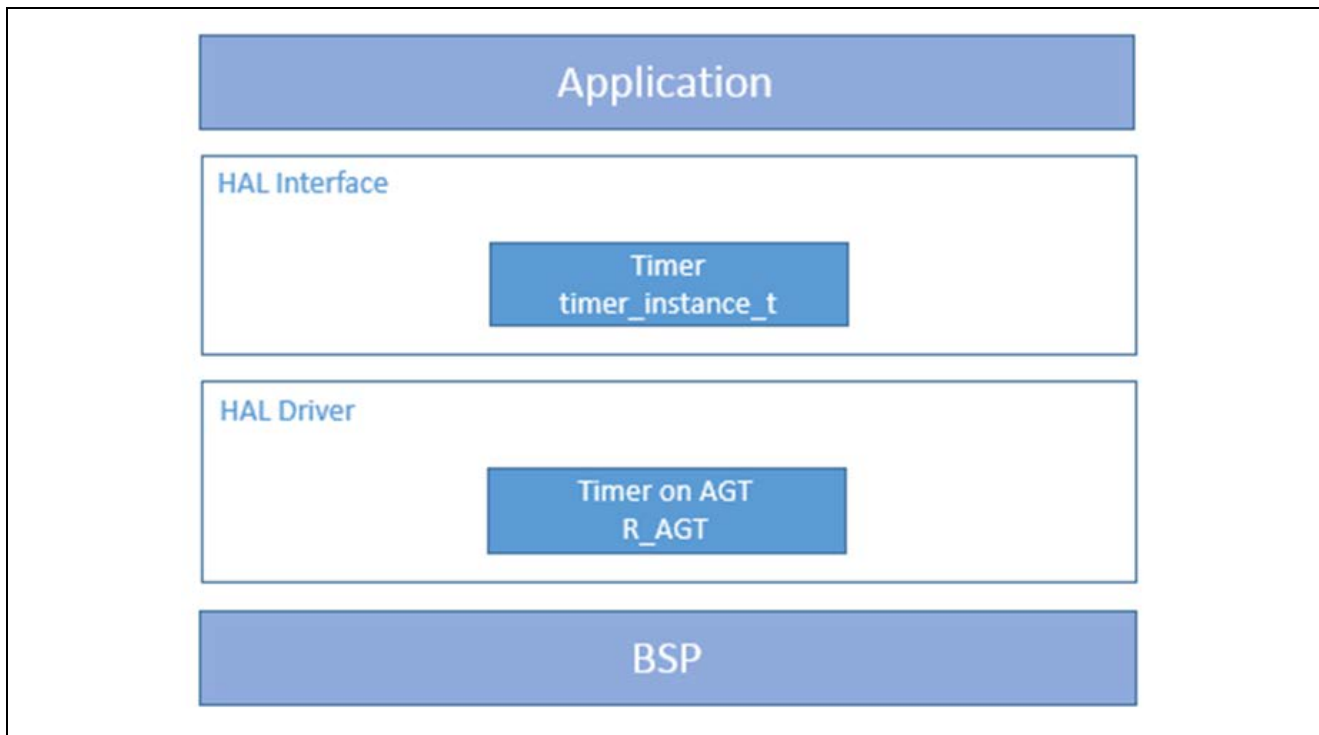 Application
HAL Interface
Timer
timer_instance_t
HAL Driver
Timer on AGT
R_AGT
BSP